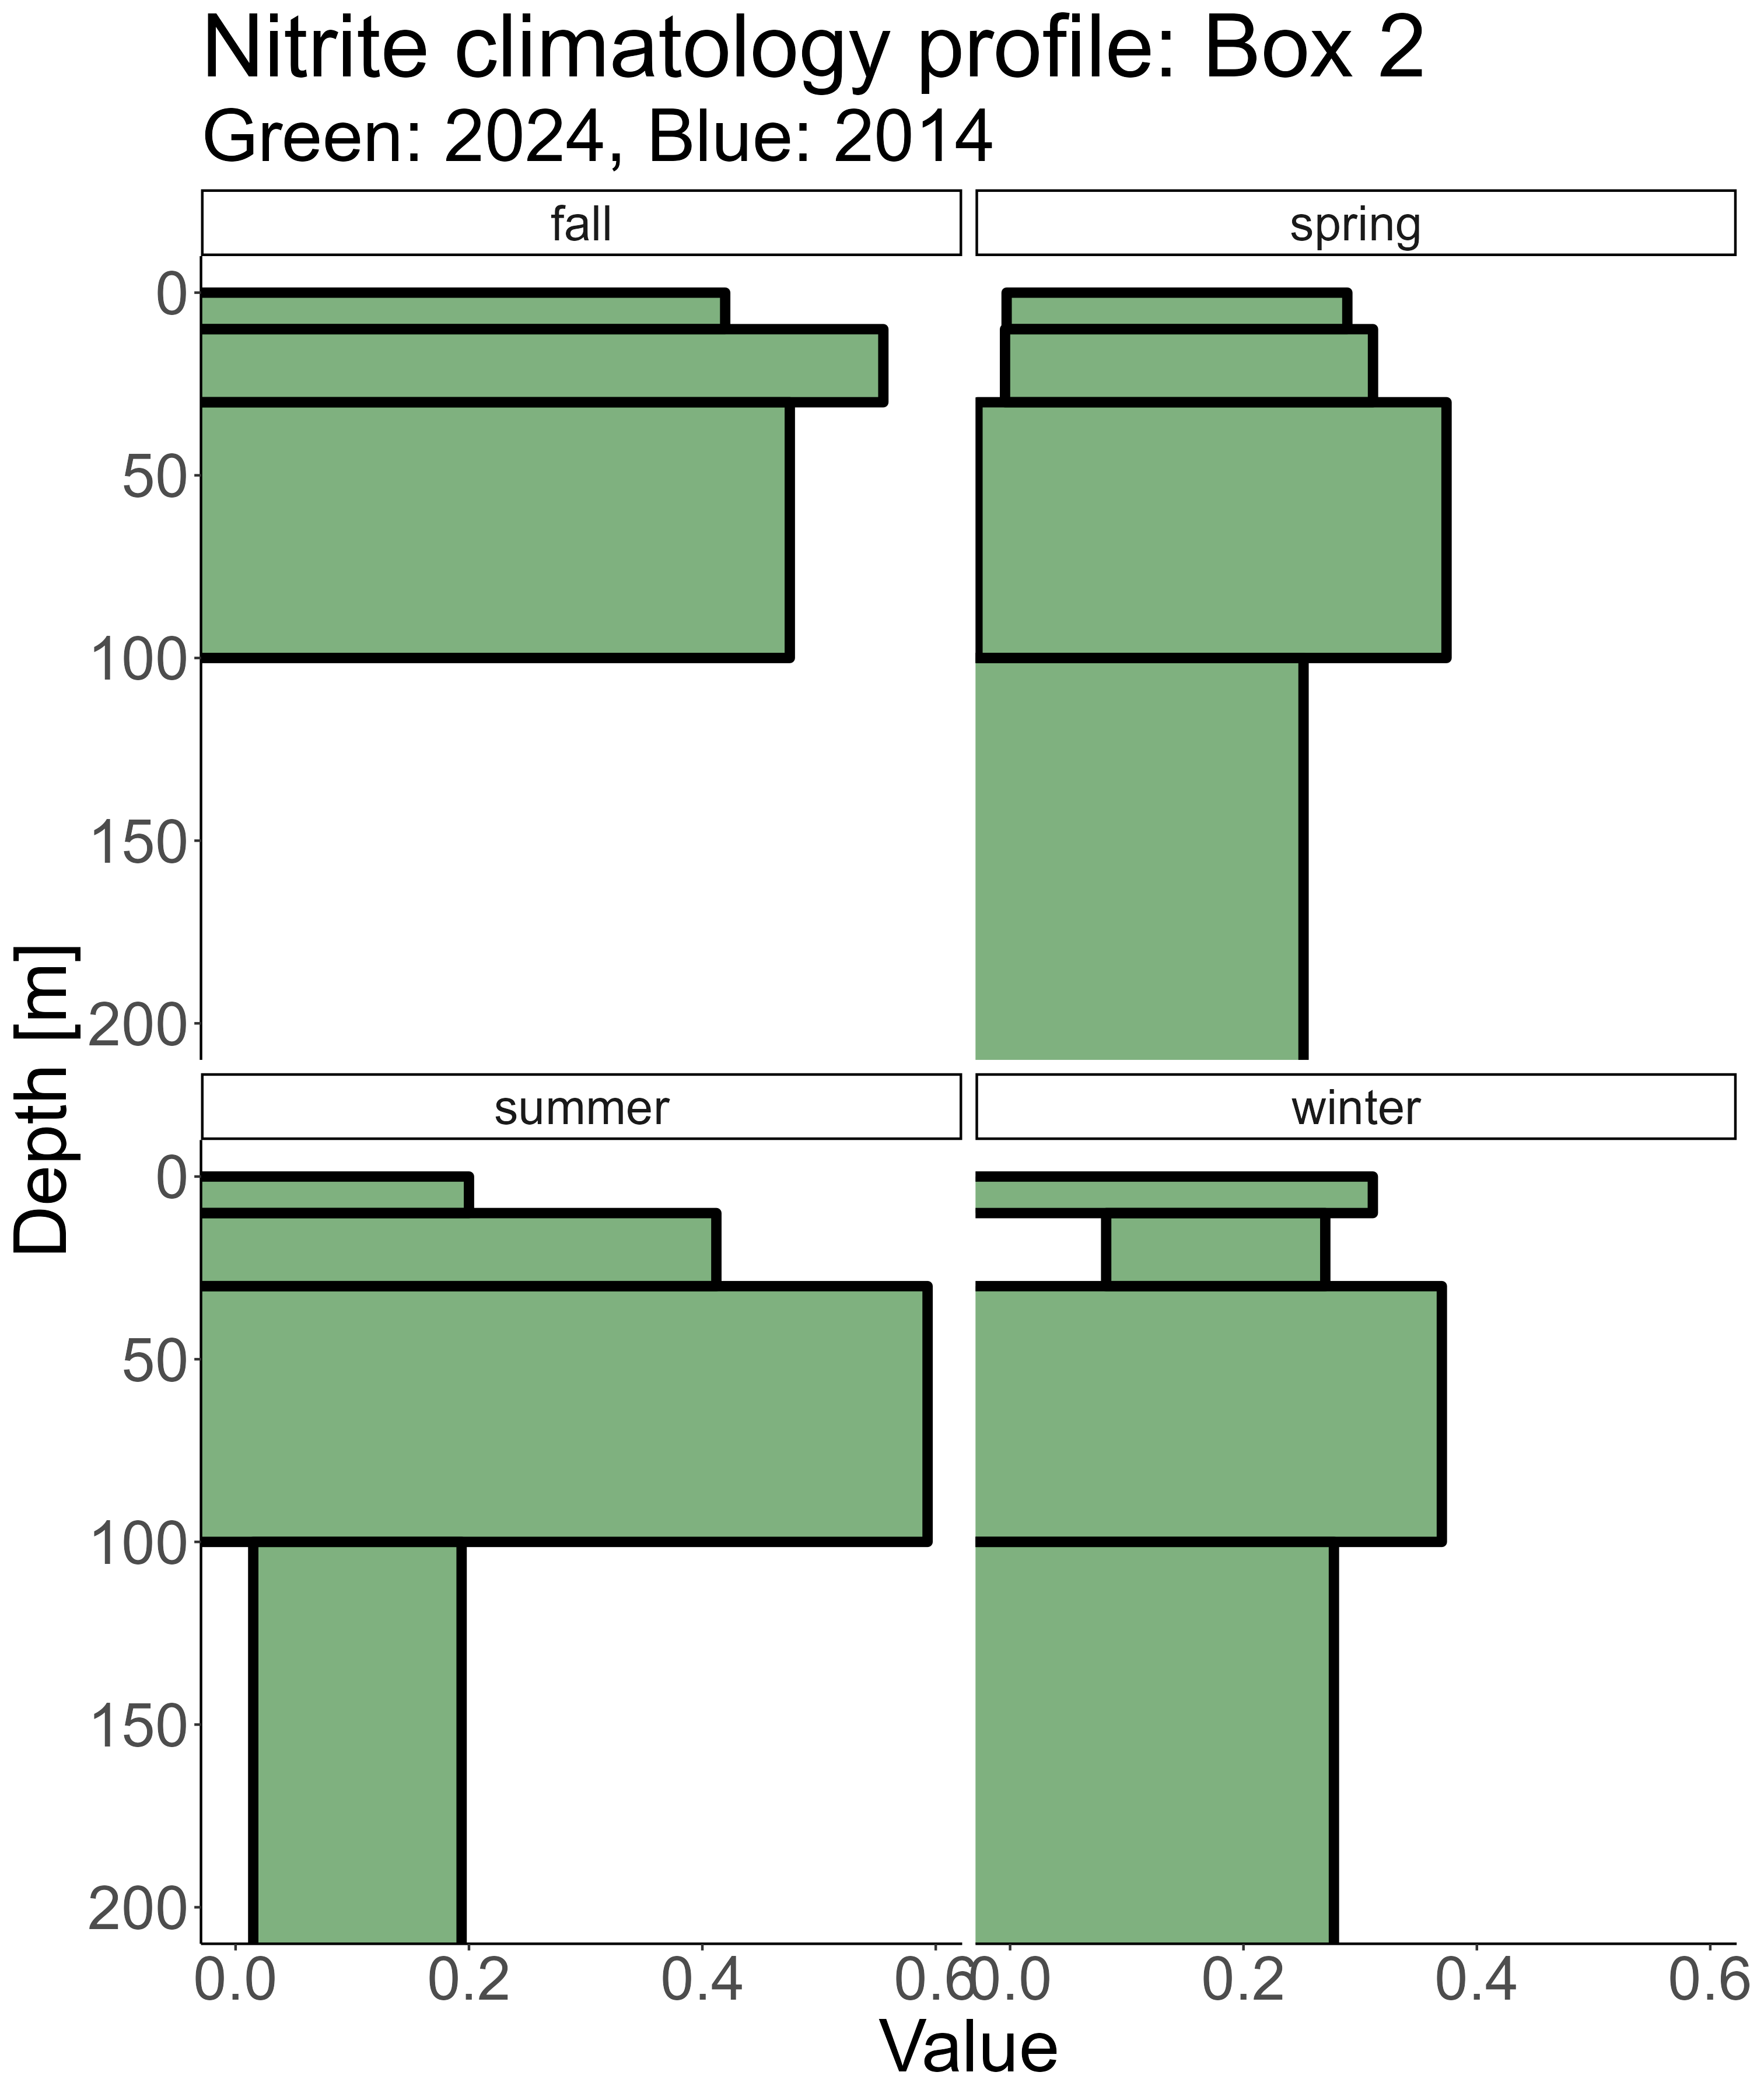 Nitrite climatology profile: Box 2
Green: 2024, Blue: 2014
fall
spring
0
50
100
150
200
Depth [m]
summer
winter
0
50
100
150
200
0.0 0.2 0.4 0.6 0.0 0.2 0.4 0.6
Value